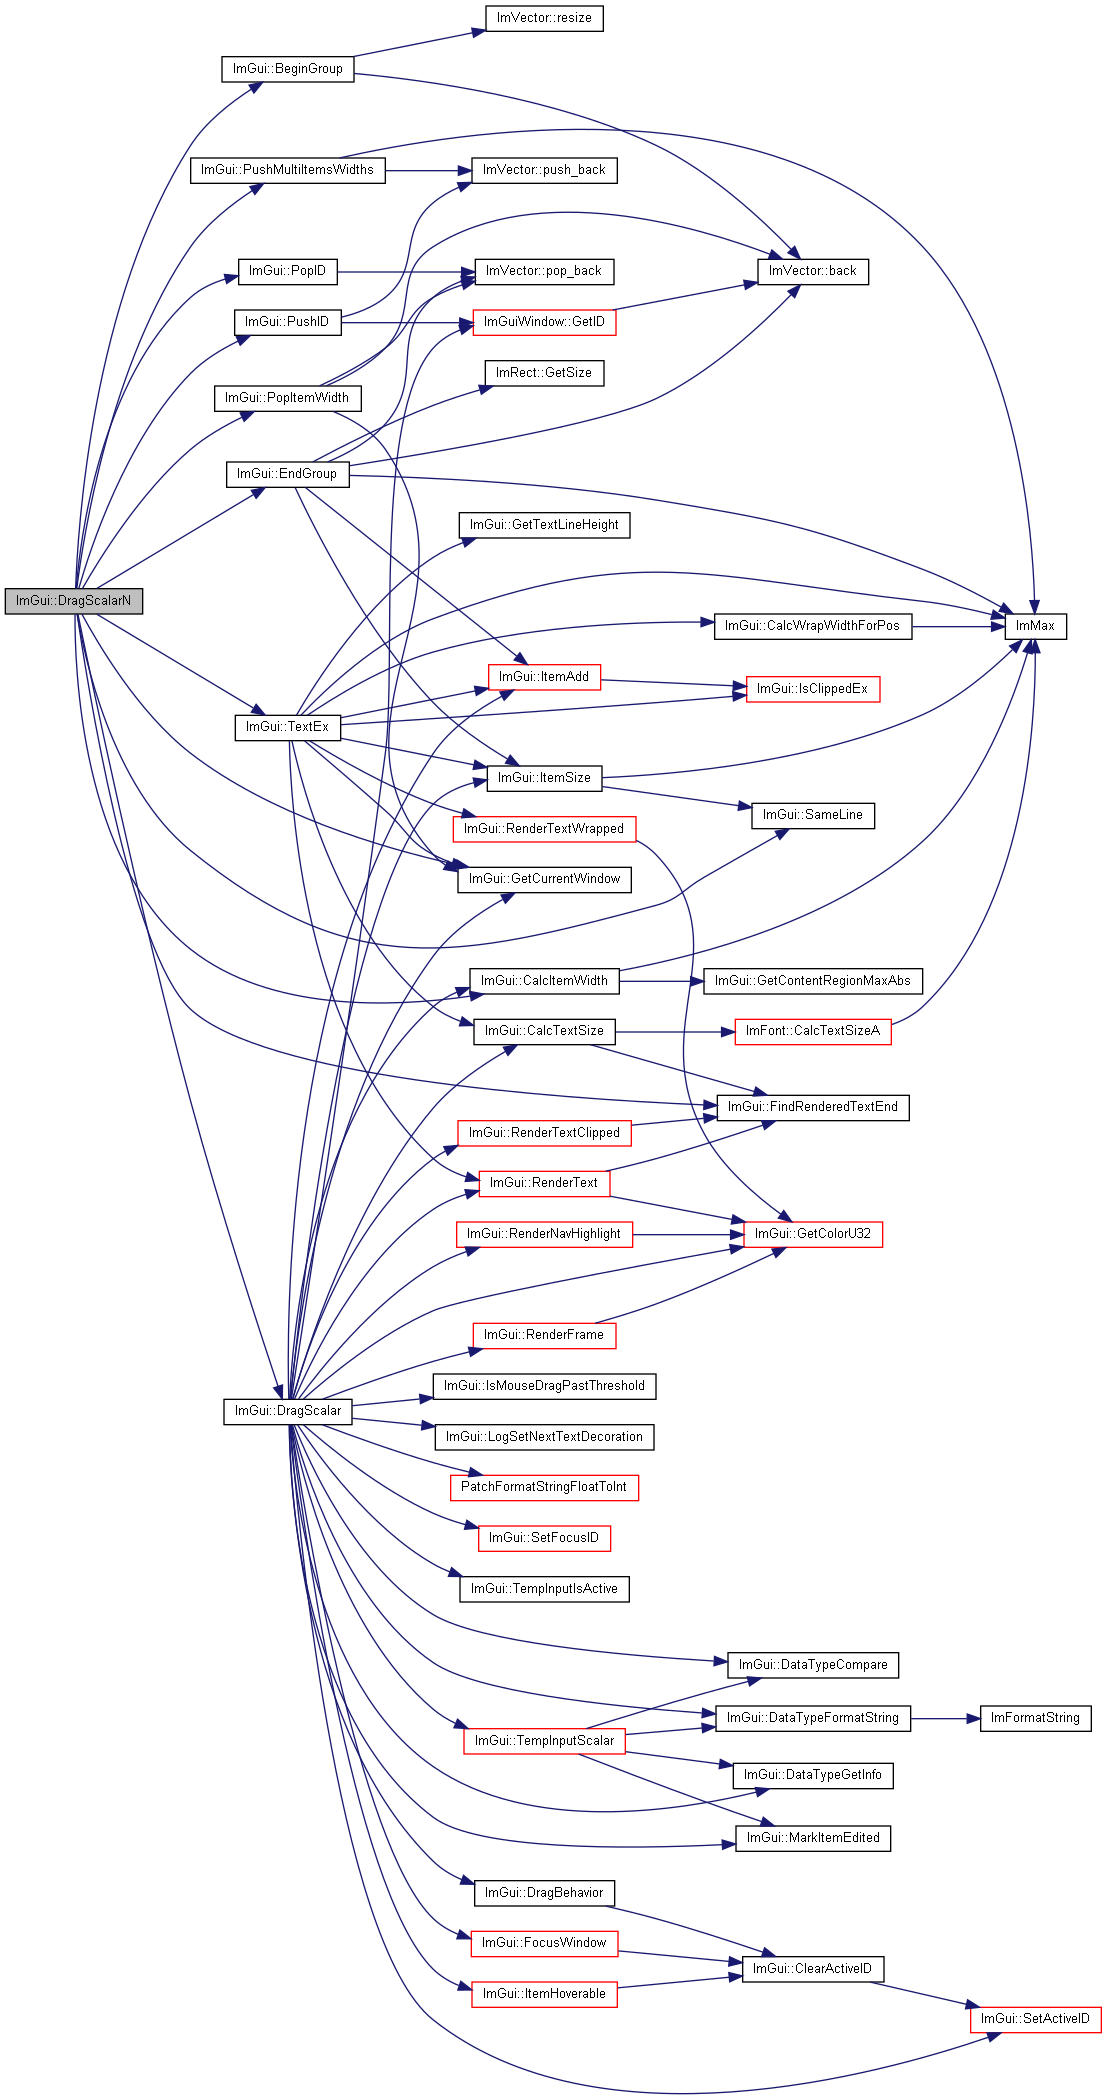 ImVector::resize
ImGui::BeginGroup
ImGui::PushMultiItemsWidths
ImVector::push_back
ImGui::PopID
ImVector::pop_back
ImVector::back
ImGui::PushID
ImGuiWindow::GetID
ImRect::GetSize
ImGui::PopItemWidth
ImGui::EndGroup
ImGui::GetTextLineHeight
ImGui::DragScalarN
ImGui::CalcWrapWidthForPos
ImMax
ImGui::ItemAdd
ImGui::IsClippedEx
ImGui::TextEx
ImGui::ItemSize
ImGui::SameLine
ImGui::RenderTextWrapped
ImGui::GetCurrentWindow
ImGui::CalcItemWidth
ImGui::GetContentRegionMaxAbs
ImGui::CalcTextSize
ImFont::CalcTextSizeA
ImGui::FindRenderedTextEnd
ImGui::RenderTextClipped
ImGui::RenderText
ImGui::RenderNavHighlight
ImGui::GetColorU32
ImGui::RenderFrame
ImGui::IsMouseDragPastThreshold
ImGui::DragScalar
ImGui::LogSetNextTextDecoration
PatchFormatStringFloatToInt
ImGui::SetFocusID
ImGui::TempInputIsActive
ImGui::DataTypeCompare
ImGui::DataTypeFormatString
ImFormatString
ImGui::TempInputScalar
ImGui::DataTypeGetInfo
ImGui::MarkItemEdited
ImGui::DragBehavior
ImGui::FocusWindow
ImGui::ClearActiveID
ImGui::ItemHoverable
ImGui::SetActiveID